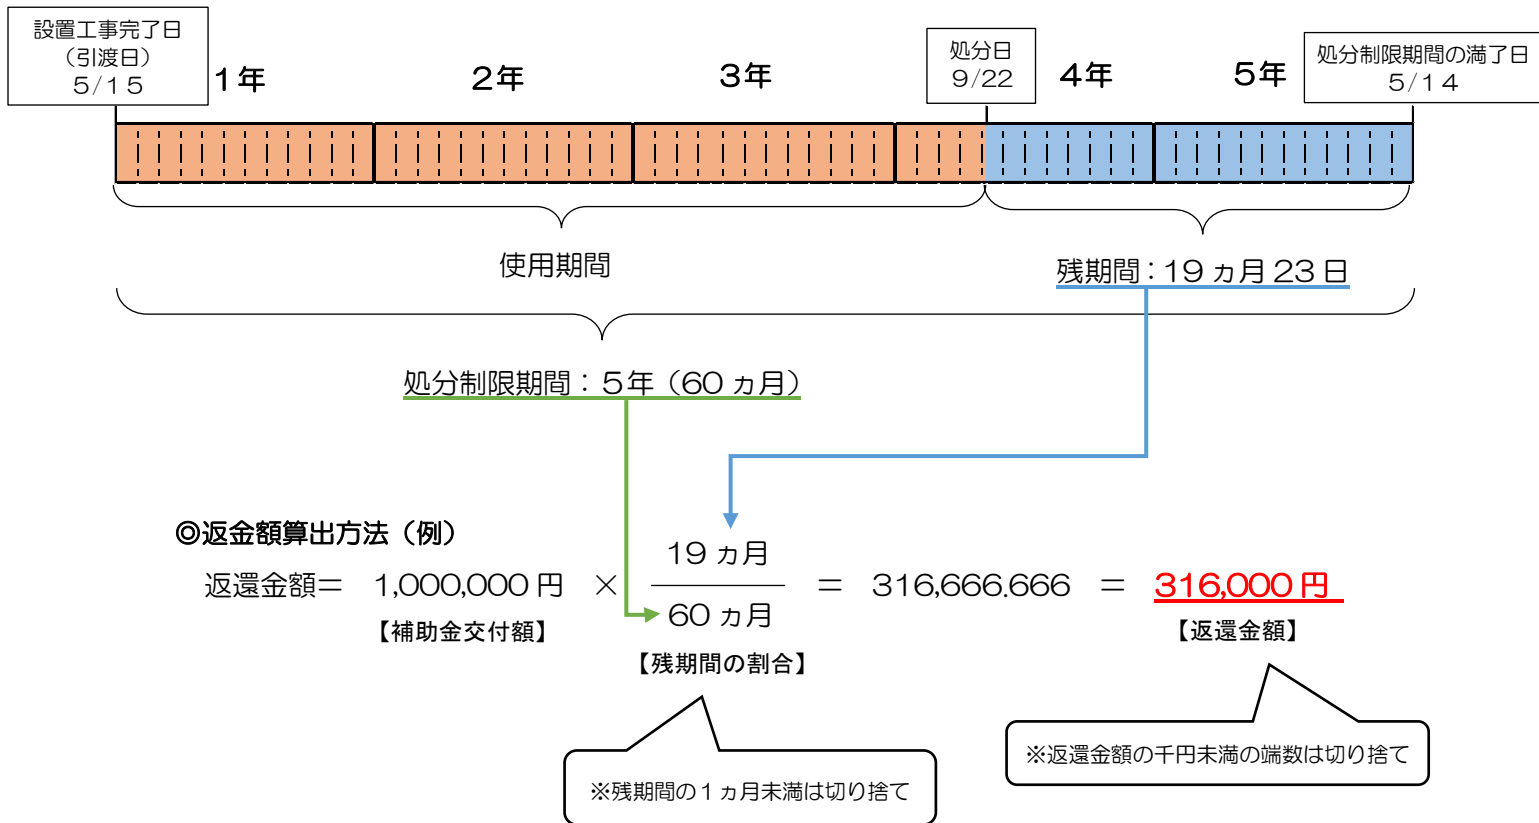 設置工事完了日
（引渡日）
5/15
1年
2年
3年
処分日
9/22
4年
5年
処分制限期間の満了日
5/14
使用期間
残期間：19ヵ月23日
処分制限期間：5年（60ヵ月）
◎返金額算出方法（例）
返還金額＝ 1,000,000円 × 19ヵ月 ＝ 316,666.666 ＝ 316,000円
60ヵ月
【補助金交付額】
【返還金額】
【残期間の割合】
※返還金額の千円未満の端数は切り捨て
※残期間の１ヵ月未満は切り捨て